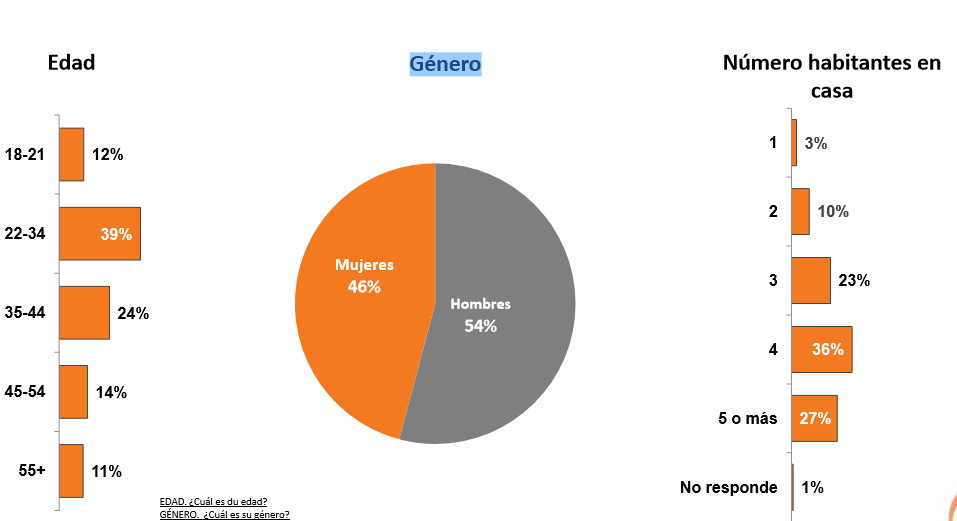 Edad
18-21 12%
22-34 39%
35-44 24%
45-54 14%
55+ 11%
Género
Mujeres
46%
Hombres
54%
Número habitantes en
casa
1 3%
2 10%
3 23%
4 36%
5 o más 27%
No responde 1%
EDAD. ¿Cuál es du edad?
GÉNERO. ¿Cuál es su género?